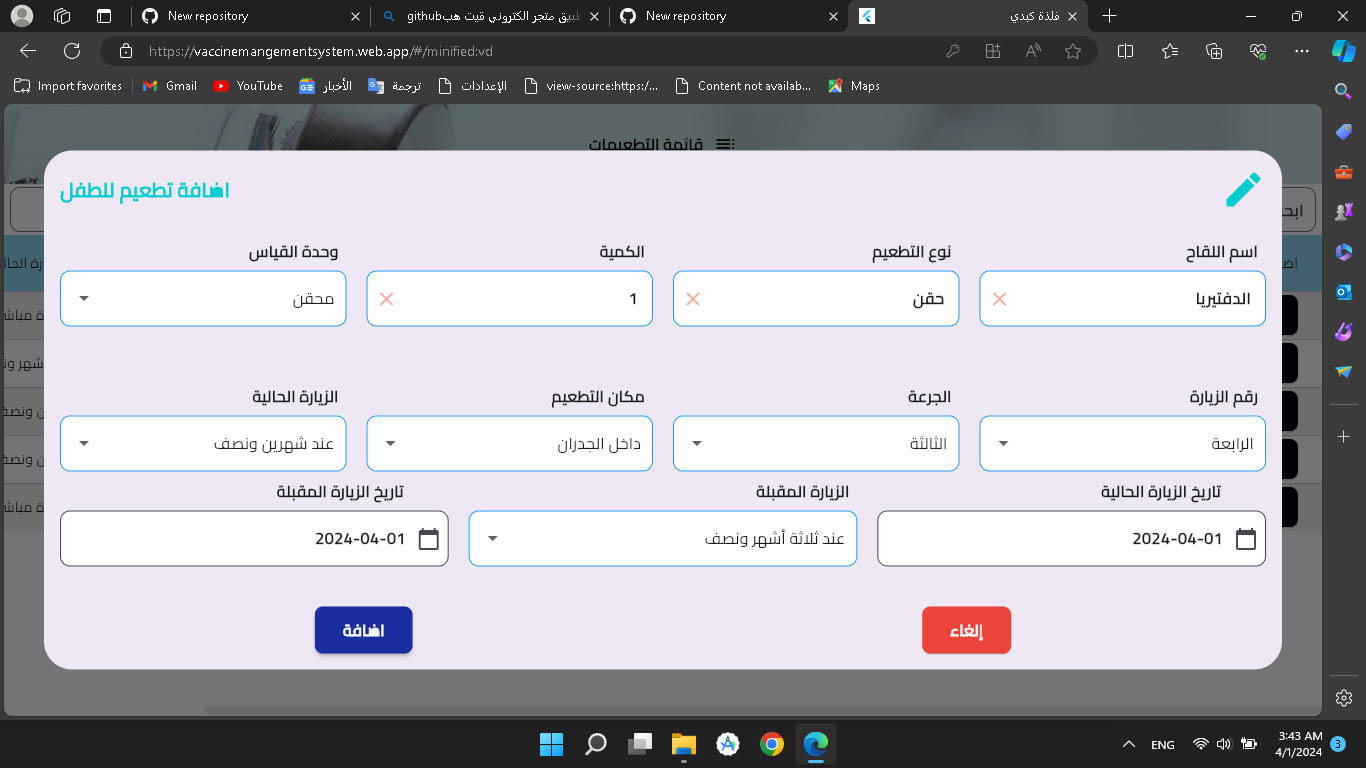 New repository
githubتطبيق متجر الكتروني قيت هب
New repository
فلذة كبدي
https://vaccinemangementsystem.web.app/#/minified:vd
Import favorites
Gmail
YouTube
الأخبار
ترجمة
الإعدادات
view-source:https:/...
Content not availab...
Maps
قائمة التطعيمات
اضافة تطعيم للطفل
اسم اللقاح
نوع التطعيم
الكمية
وحدة القياس
الدفتيريا
حقن
1
محقن
رقم الزيارة
الجرعة
مكان التطعيم
الزيارة الحالية
الرابعة
الثالثة
داخل الجدران
عند شهرين ونصف
تاريخ الزيارة الحالية
الزيارة المقبلة
تاريخ الزيارة المقبلة
2024-04-01
عند ثلاثة أشهر ونصف
2024-04-01
إلغاء
اضافة
ENG
3:43 AM
4/1/2024
3